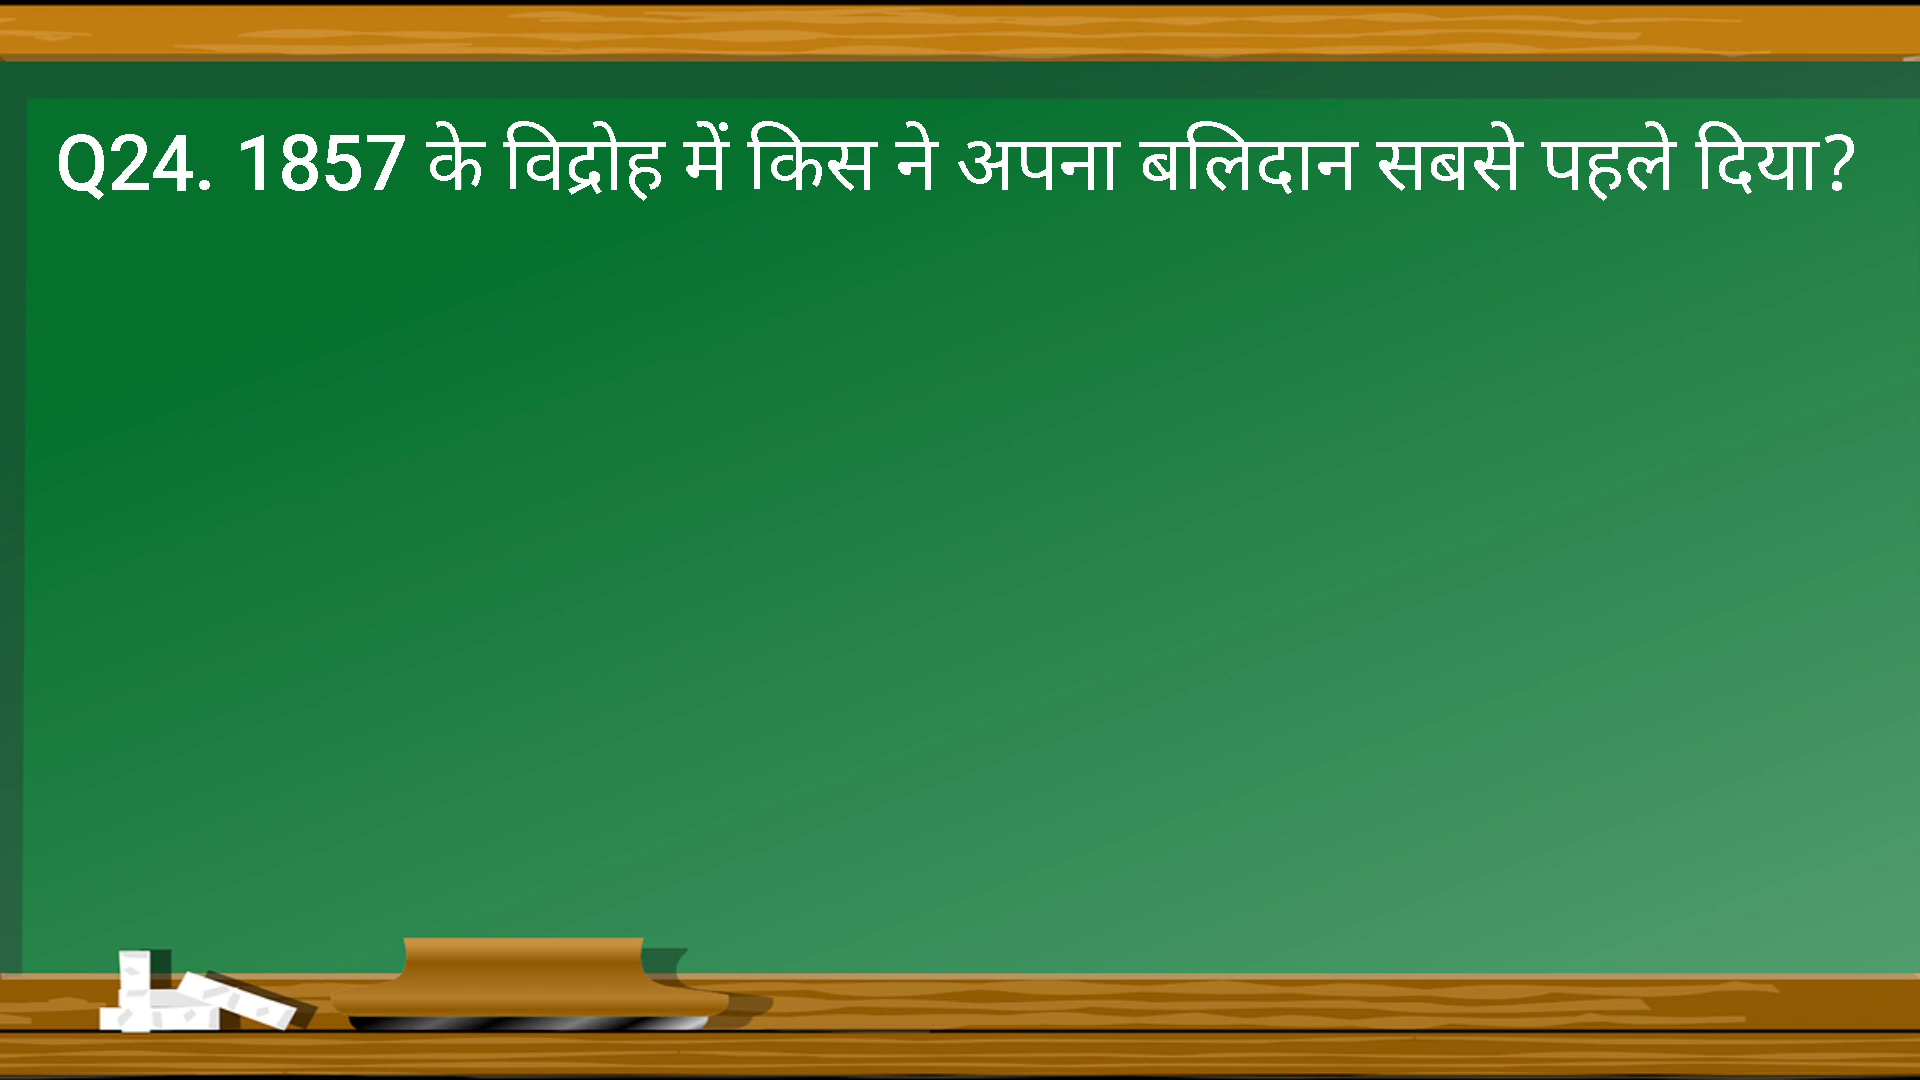 Q24. 1857 के विद्रोह में किस ने अपना बलिदान सबसे पहले दिया?